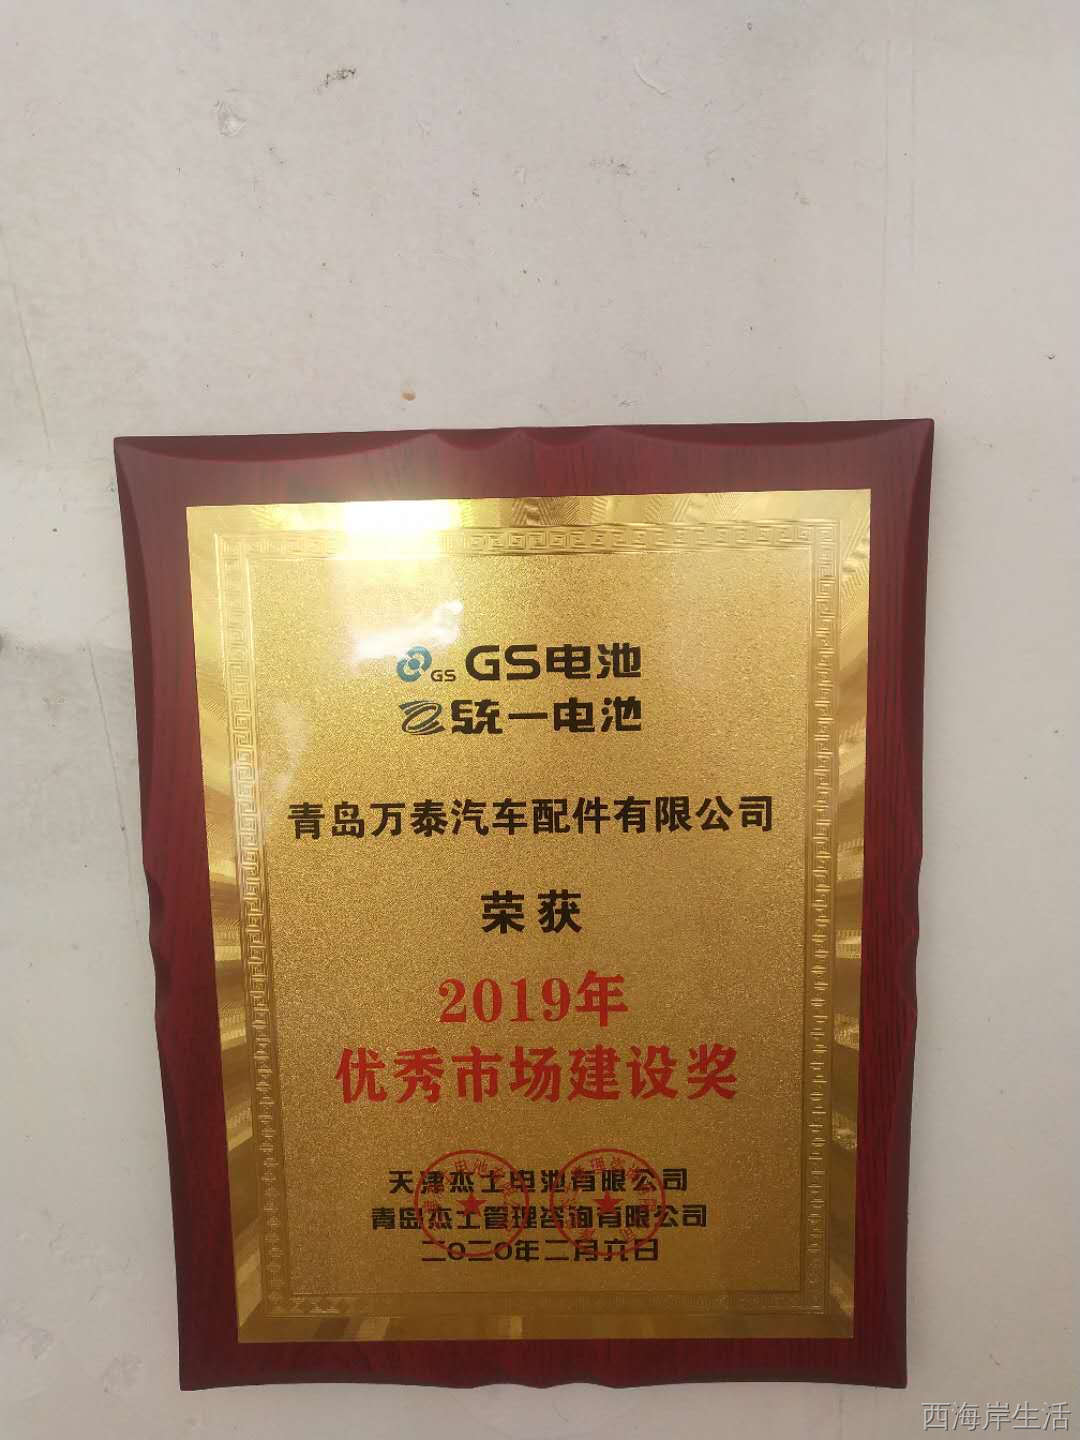 GS GS电池
统一电池
青岛万泰汽车配件有限公司
荣获
2019年
优秀市场建设奖
天津杰士电池有限公司
青岛杰士管理咨询有限公司
二〇二〇年二月六日
西海岸生活